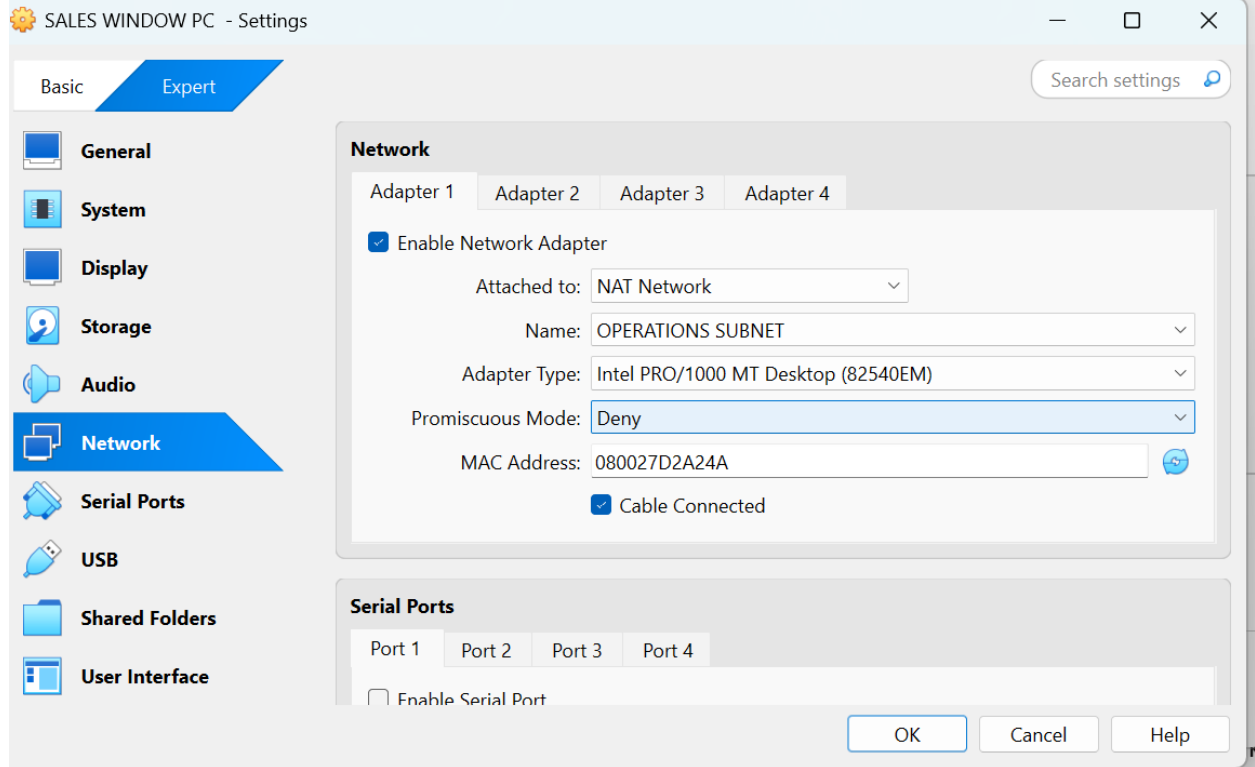 SALES WINDOW PC - Settings
Basic
Expert
Search settings
General
System
Display
Storage
Audio
Network
Serial Ports
USB
Shared Folders
User Interface
Network
Adapter 1 Adapter 2 Adapter 3 Adapter 4
Enable Network Adapter
Attached to: NAT Network
Name: OPERATIONS SUBNET
Adapter Type: Intel PRO/1000 MT Desktop (82540EM)
Promiscuous Mode: Deny
MAC Address: 080027D2A24A
Cable Connected
Serial Ports
Port 1 Port 2 Port 3 Port 4
Enable Serial Port
OK Cancel Help